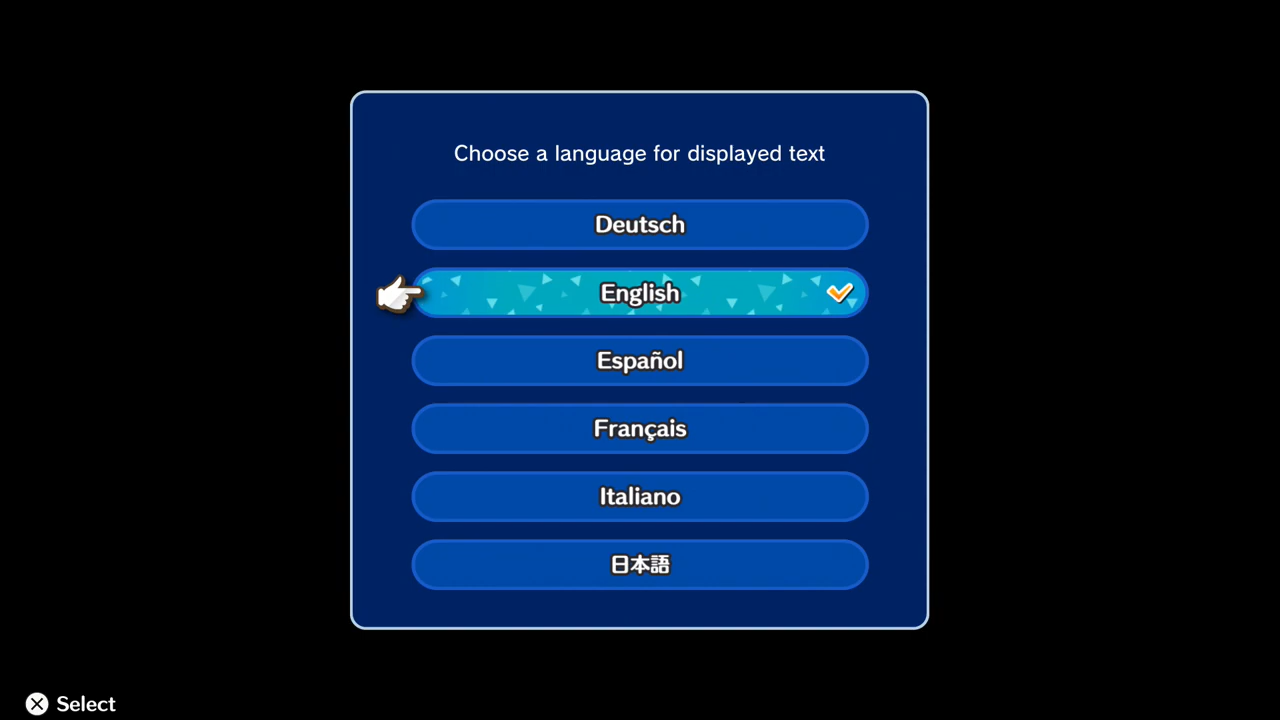 Choose a language for displayed text
Deutsch
English
Español
Français
Italiano
日本語
Select